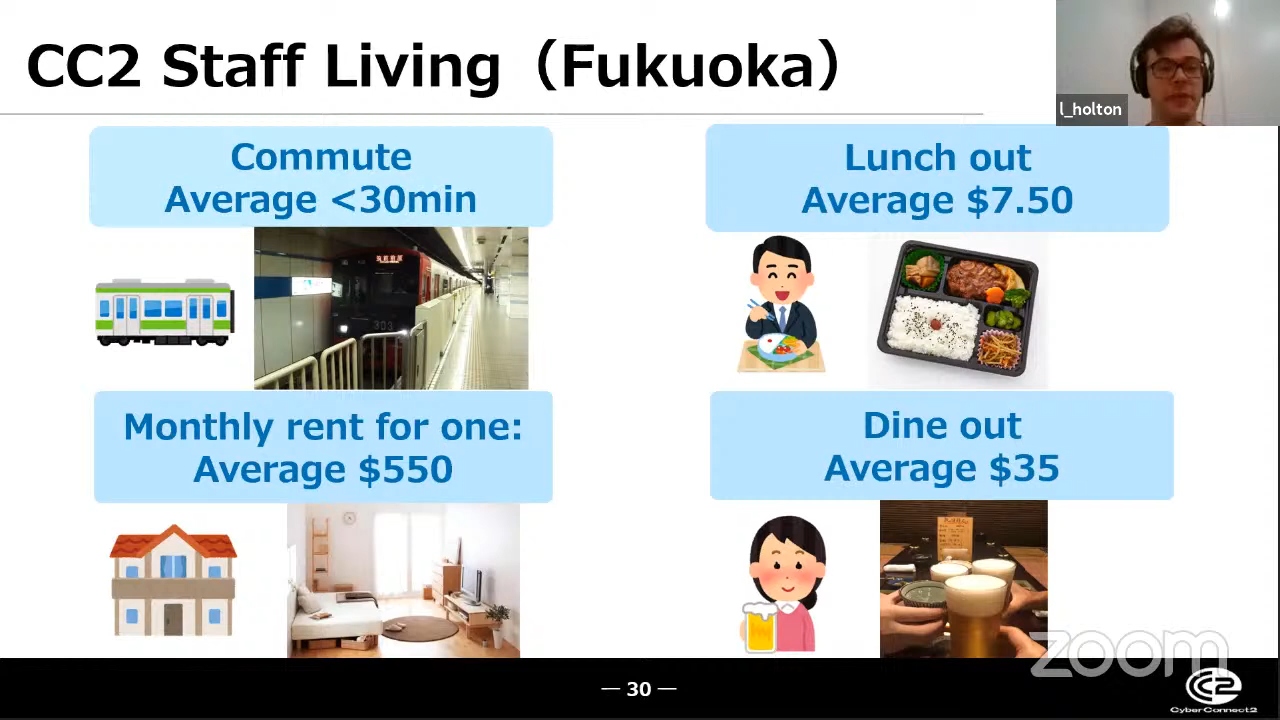 CC2 Staff Living（Fukuoka）
l_holton
Commute
Average <30min
Lunch out
Average $7.50
303
Monthly rent for one:
Average $550
Dine out
Average $35
zoom
— 30 —
CyberConnect2